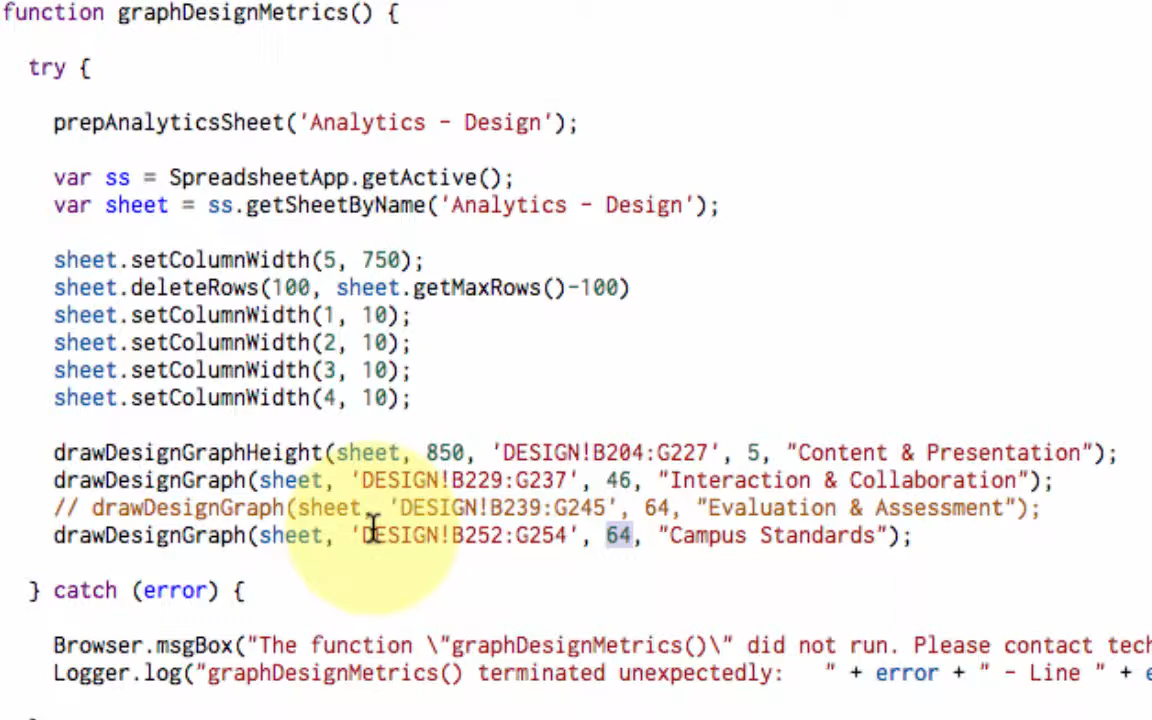 function graphDesignMetrics() {
try {
prepAnalyticsSheet('Analytics - Design');
var ss = SpreadsheetApp.getActive();
var sheet = ss.getSheetByName('Analytics - Design');
sheet.setColumnWidth(5, 750);
sheet.deleteRows(100, sheet.getMaxRows()-100)
sheet.setColumnWidth(1, 10);
sheet.setColumnWidth(2, 10);
sheet.setColumnWidth(3, 10);
sheet.setColumnWidth(4, 10);
drawDesignGraphHeight(sheet, 850, 'DESIGN!B204:G227', 5, "Content & Presentation");
drawDesignGraph(sheet, 'DESIGN!B229:G237', 46, "Interaction & Collaboration");
// drawDesignGraph(sheet, 'DESIGN!B239:G245', 64, "Evaluation & Assessment");
drawDesignGraph(sheet, 'DESIGN!B252:G254', 64, "Campus Standards");
} catch (error) {
Browser.msgBox("The function \"graphDesignMetrics()\" did not run. Please contact tech
Logger.log("graphDesignMetrics() terminated unexpectedly:   " + error + " - Line " + e